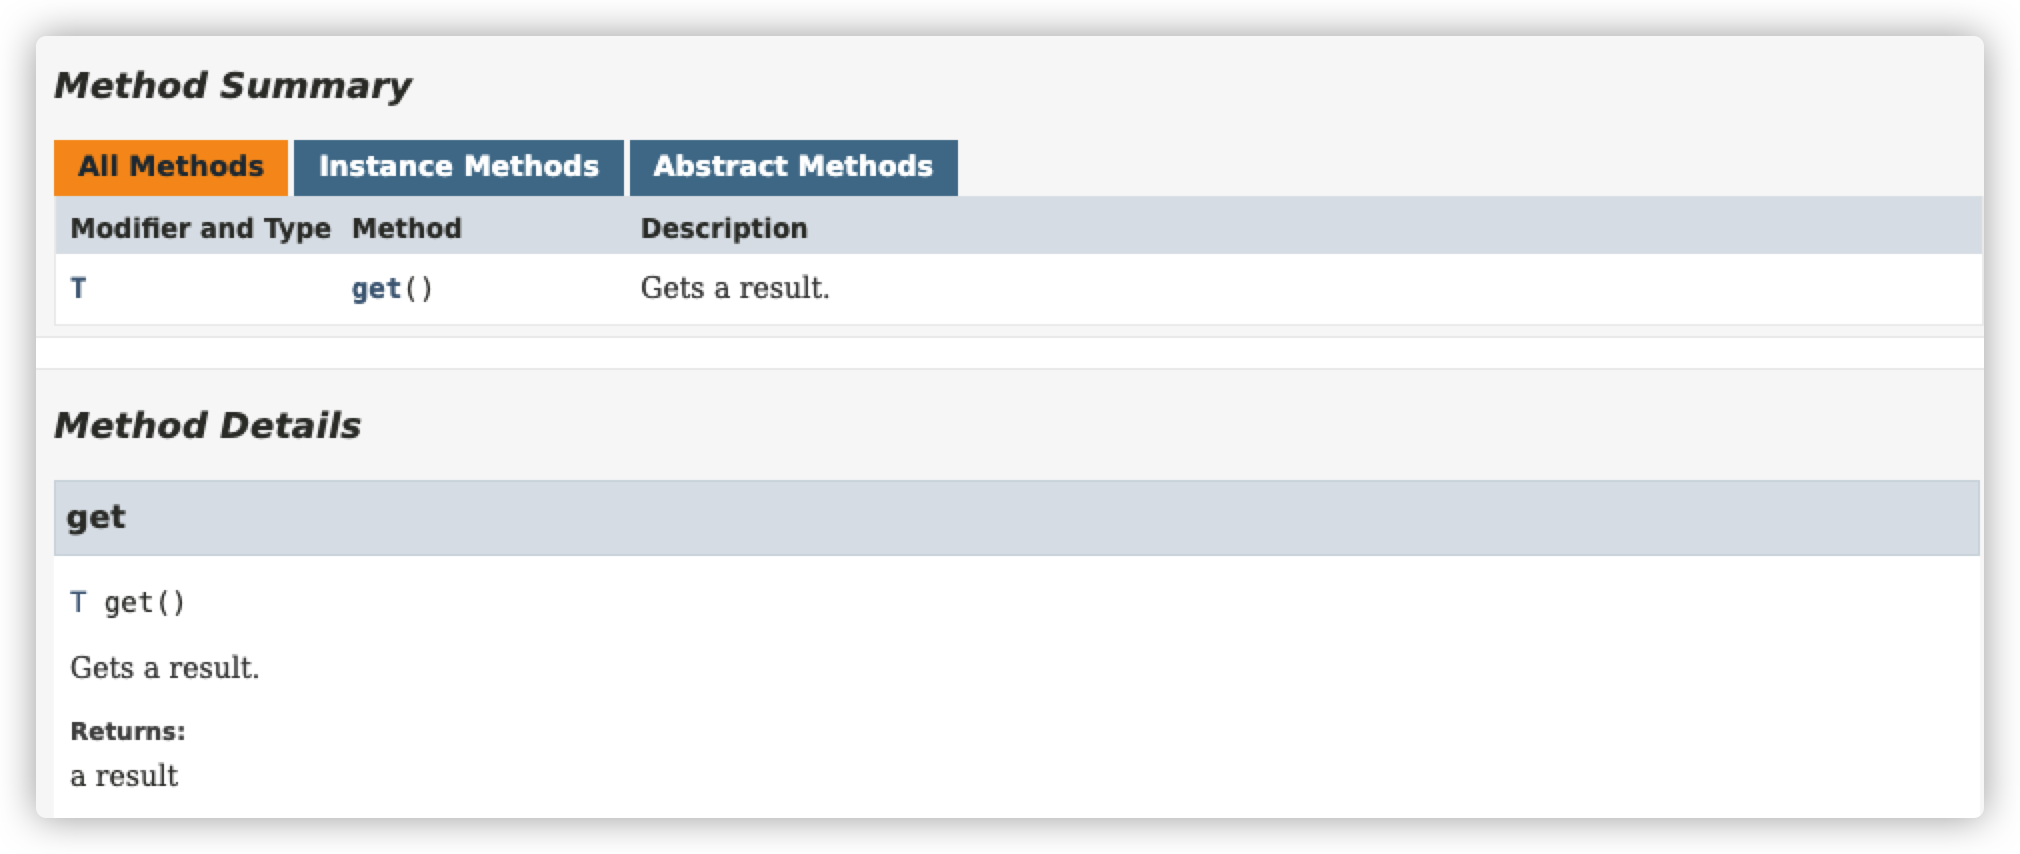 Method Summary
All Methods Instance Methods Abstract Methods
Modifier and Type Method Description
T get() Gets a result.
Method Details
get
T get()
Gets a result.
Returns:
a result